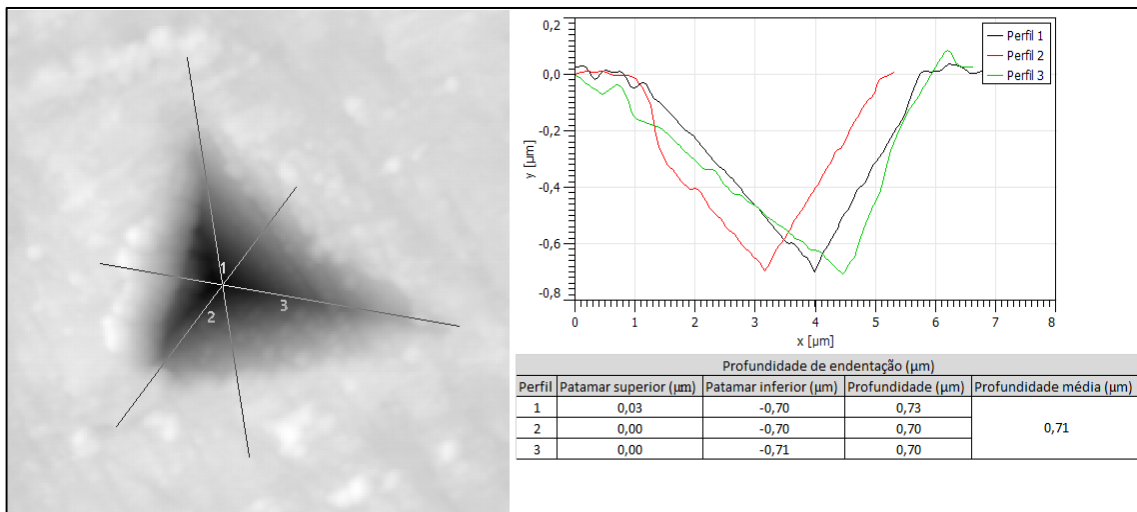 1
2
3
0,2
0,0
-0,2
-0,4
-0,6
-0,8
y [µm]
Perfil 1
Perfil 2
Perfil 3
0 1 2 3 4 5 6 7 8
x [µm]
Profundidade de endentação (µm)
Perfil Patamar superior (µm) Patamar inferior (µm) Profundidade (µm) Profundidade média (µm)
1 0,03 -0,70 0,73
2 0,00 -0,70 0,70 0,71
3 0,00 -0,71 0,70